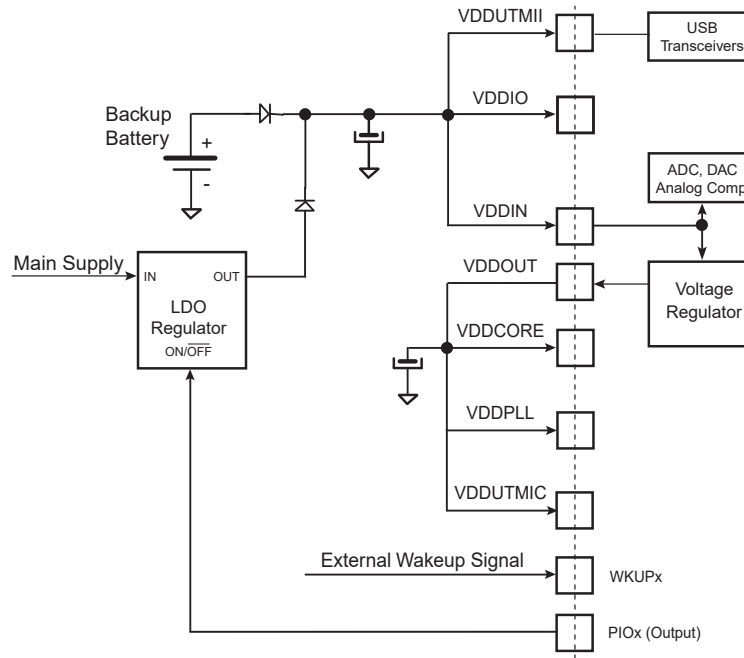 VDDUTMII
USB
Transceivers
VDDIO
Backup
Battery
+
-
ADC, DAC
Analog Comp
VDDIN
Main Supply
IN
OUT
LDO
Regulator
ON/OFF
VDDOUT
Voltage
Regulator
VDDCORE
VDDPLL
VDDUTMIC
External Wakeup Signal
WKUPx
PIOx (Output)